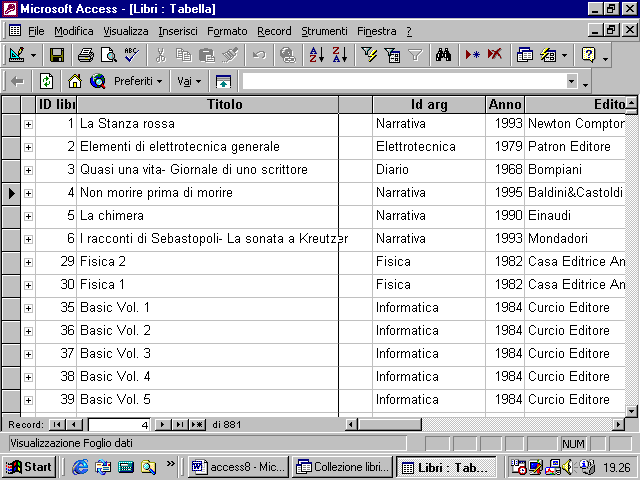 Microsoft Access - [Libri : Tabella]
File Modifica Visualizza Inserisci Formato Record Strumenti Finestra ?
Preferiti Vai
ID libr Titolo Id arg Anno Edito
1 La Stanza rossa Narrativa 1993 Newton Compton
2 Elementi di elettrotecnica generale Elettrotecnica 1979 Patron Editore
3 Quasi una vita- Giornale di uno scrittore Diario 1968 Bompiani
4 Non morire prima di morire Narrativa 1995 Baldini&Castoldi
5 La chimera Narrativa 1990 Einaudi
6 I racconti di Sebastopoli- La sonata a Kreutzer Narrativa 1993 Mondadori
29 Fisica 2 Fisica 1982 Casa Editrice An
30 Fisica 1 Fisica 1982 Casa Editrice An
35 Basic Vol. 1 Informatica 1984 Curcio Editore
36 Basic Vol. 2 Informatica 1984 Curcio Editore
37 Basic Vol. 3 Informatica 1984 Curcio Editore
38 Basic Vol. 4 Informatica 1984 Curcio Editore
39 Basic Vol. 5 Informatica 1984 Curcio Editore
Record: 4 di 881
Visualizzazione Foglio dati NUM
Start » access8 - Mic... Collezione libri... Libri : Tab... 19.26